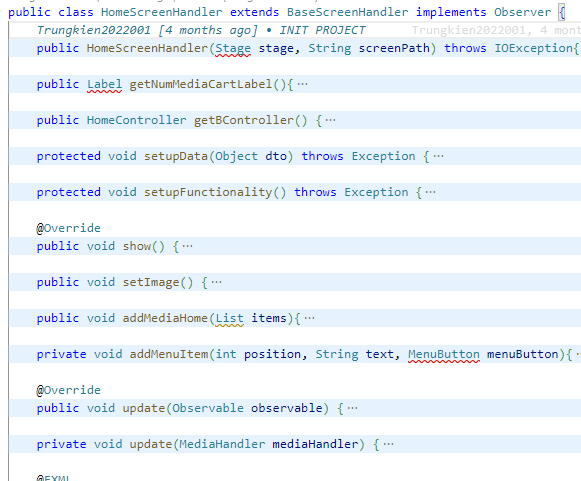 public class HomeScreenHandler extends BaseScreenHandler implements Observer {
Trungkien2022001 [4 months ago] • INIT PROJECT Trungkien2022001, 4 mont
public HomeScreenHandler(Stage stage, String screenPath) throws IOException{
public Label getNumMediaCartLabel(){ ···
public HomeController getBController() { ···
protected void setupData(Object dto) throws Exception { ···
protected void setupFunctionality() throws Exception { ···
@Override
public void show() { ···
public void setImage() { ···
public void addMediaHome(List items){ ···
private void addMenuItem(int position, String text, MenuButton menuButton){ ·
@Override
public void update(Observable observable) { ···
private void update(MediaHandler mediaHandler) { ···
@FXML